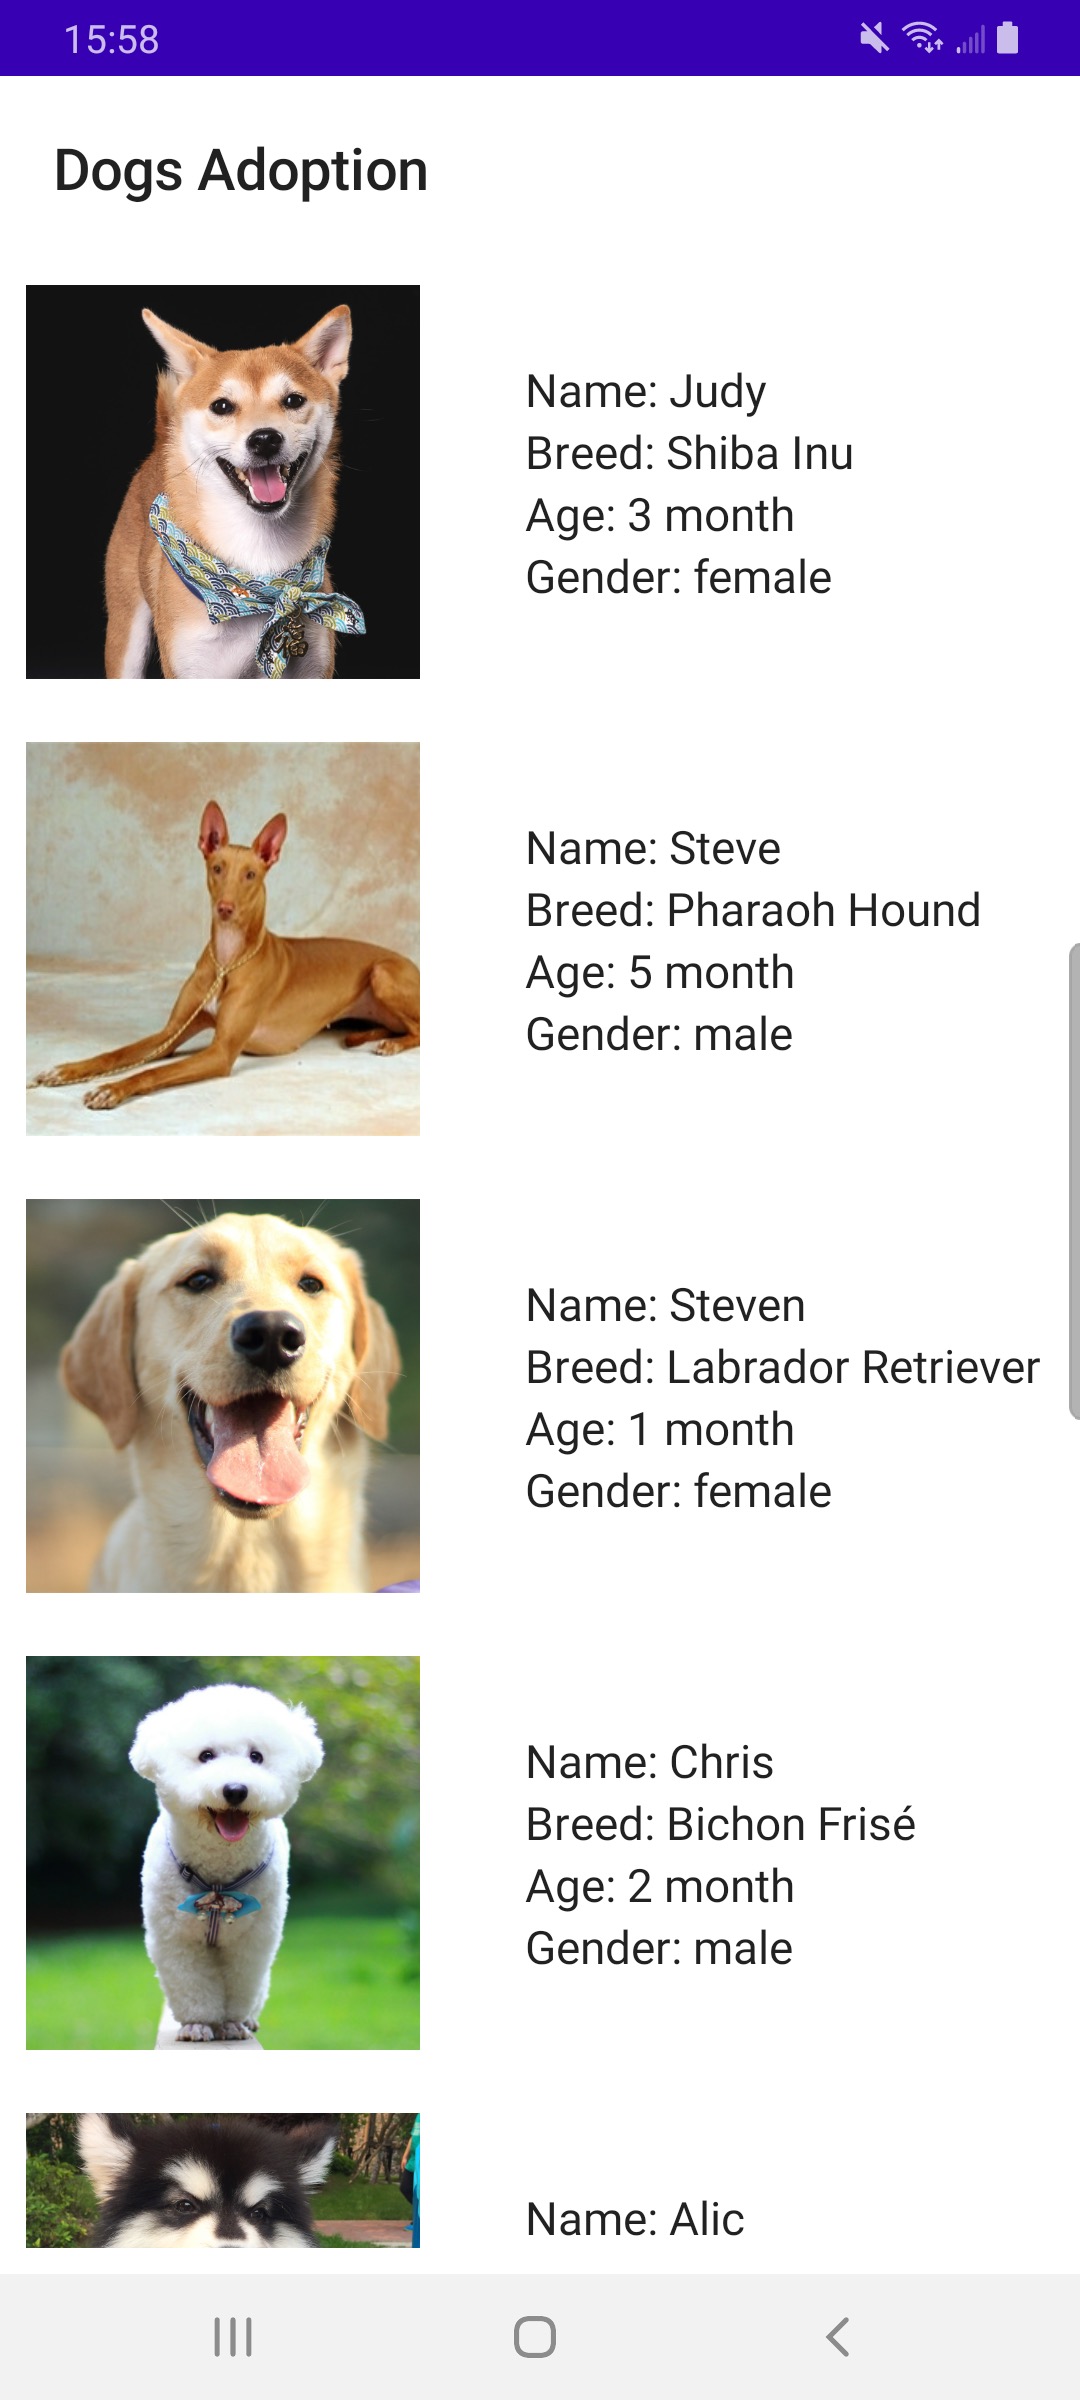 15:58
Dogs Adoption
Name: Judy
Breed: Shiba Inu
Age: 3 month
Gender: female
Name: Steve
Breed: Pharaoh Hound
Age: 5 month
Gender: male
Name: Steven
Breed: Labrador Retriever
Age: 1 month
Gender: female
Name: Chris
Breed: Bichon Frisé
Age: 2 month
Gender: male
Name: Alic